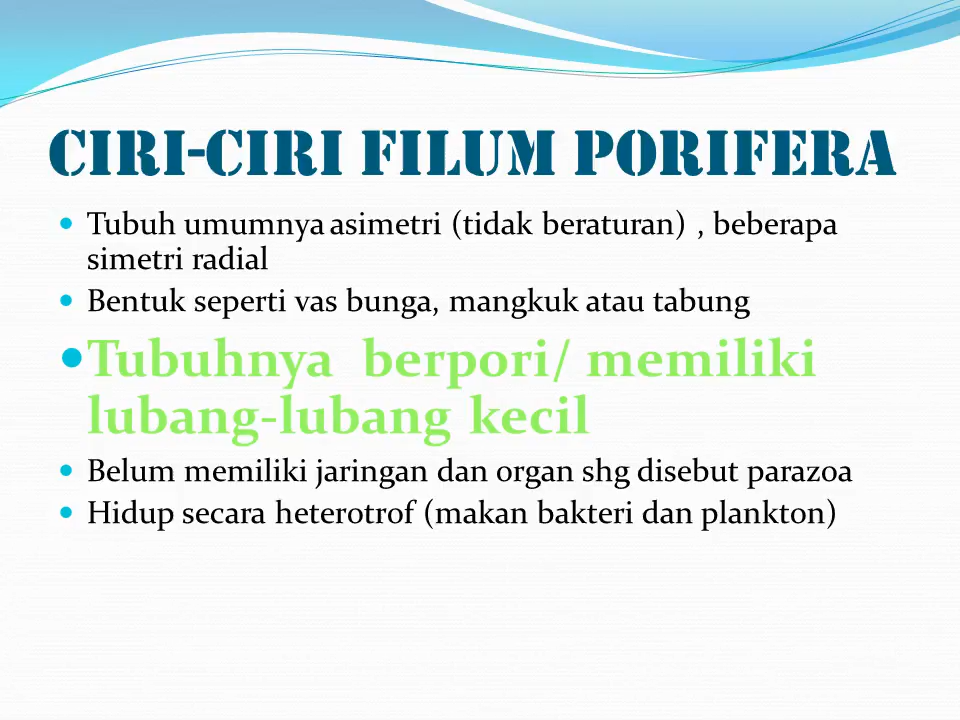 CIRI-CIRI FILUM PORIFERA
• Tubuh umumnya asimetri (tidak beraturan) , beberapa
simetri radial
• Bentuk seperti vas bunga, mangkuk atau tabung
• Tubuhnya berpori/ memiliki
lubang-lubang kecil
• Belum memiliki jaringan dan organ shg disebut parazoa
• Hidup secara heterotrof (makan bakteri dan plankton)